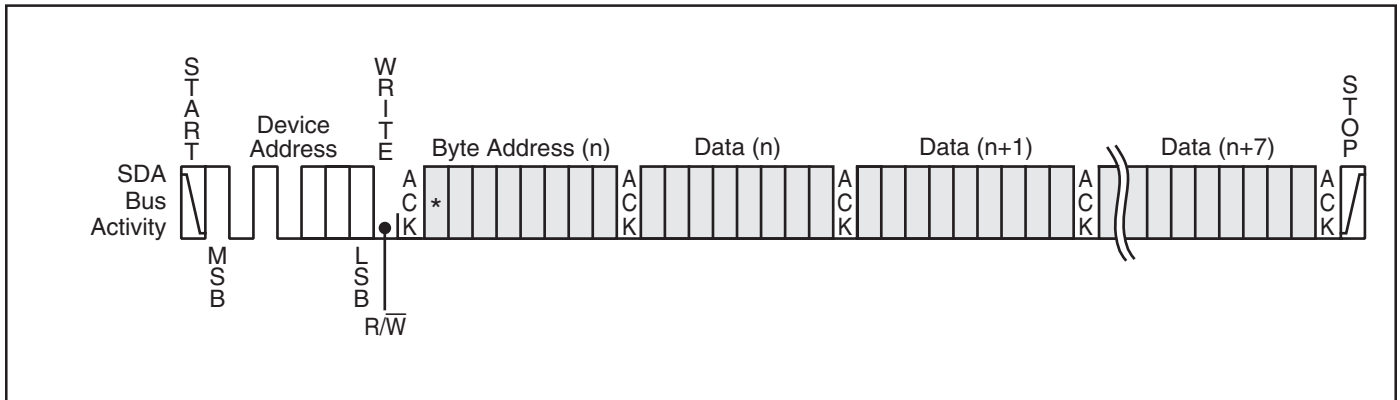 START
WRITE
STOP
Device
Address
Byte Address (n)
Data (n)
Data (n+1)
Data (n+7)
SDA
Bus
Activity
ACK
*
ACK
ACK
ACK
ACK
MSB
LSB
R/W̅